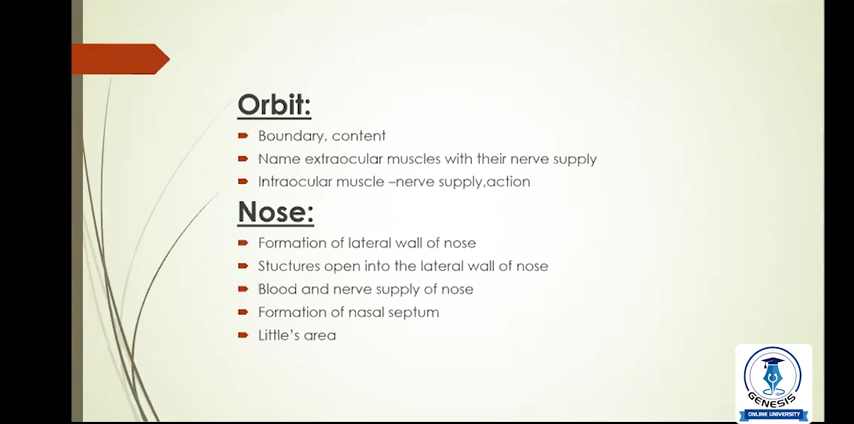 Orbit:
Boundary, content
Name extraocular muscles with their nerve supply
Intraocular muscle –nerve supply,action
Nose:
Formation of lateral wall of nose
Stuctures open into the lateral wall of nose
Blood and nerve supply of nose
Formation of nasal septum
Little's area
GENESIS
ONLINE UNIVERSITY